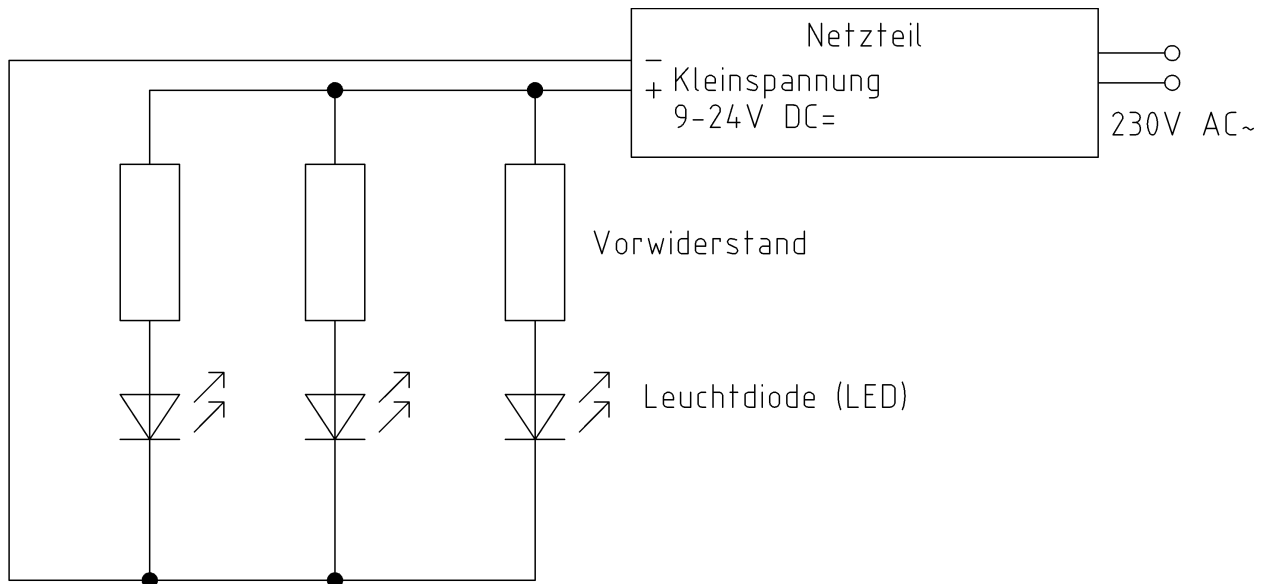 Netzteil
−
+
Kleinspannung
9-24V DC=
230V AC~
Vorwiderstand
Leuchtdiode (LED)